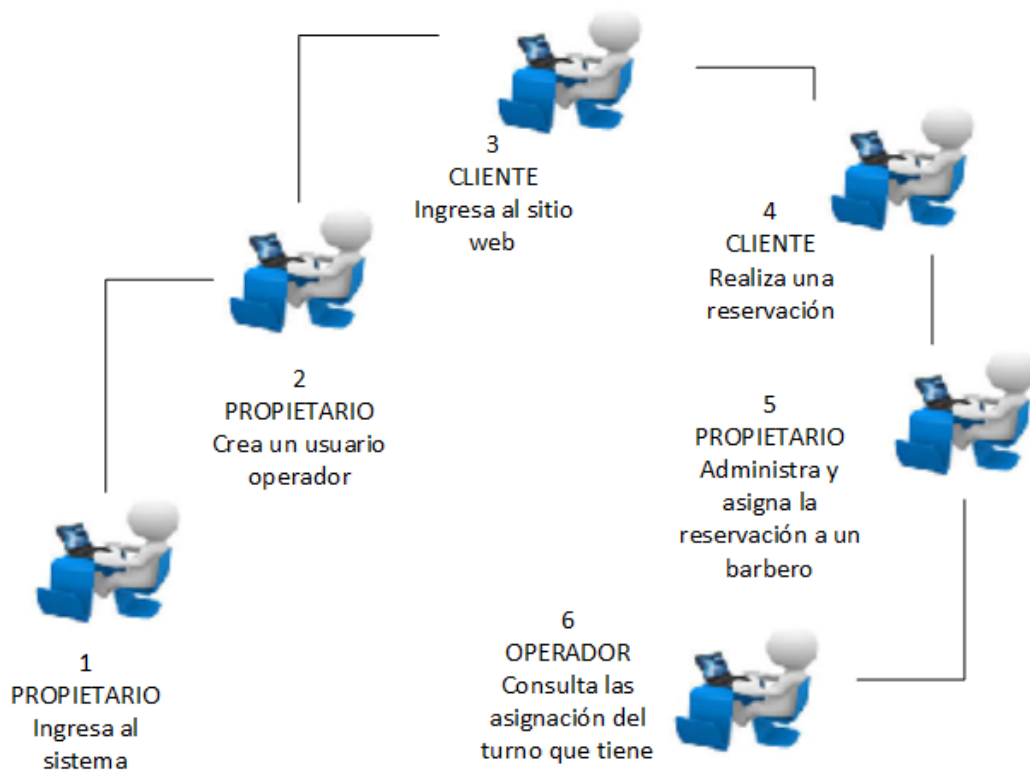 1
PROPIETARIO
Ingresa al
sistema
2
PROPIETARIO
Crea un usuario
operador
3
CLIENTE
Ingresa al sitio
web
4
CLIENTE
Realiza una
reservación
5
PROPIETARIO
Administra y
asigna la
reservación a un
barbero
6
OPERADOR
Consulta las
asignación del
turno que tiene